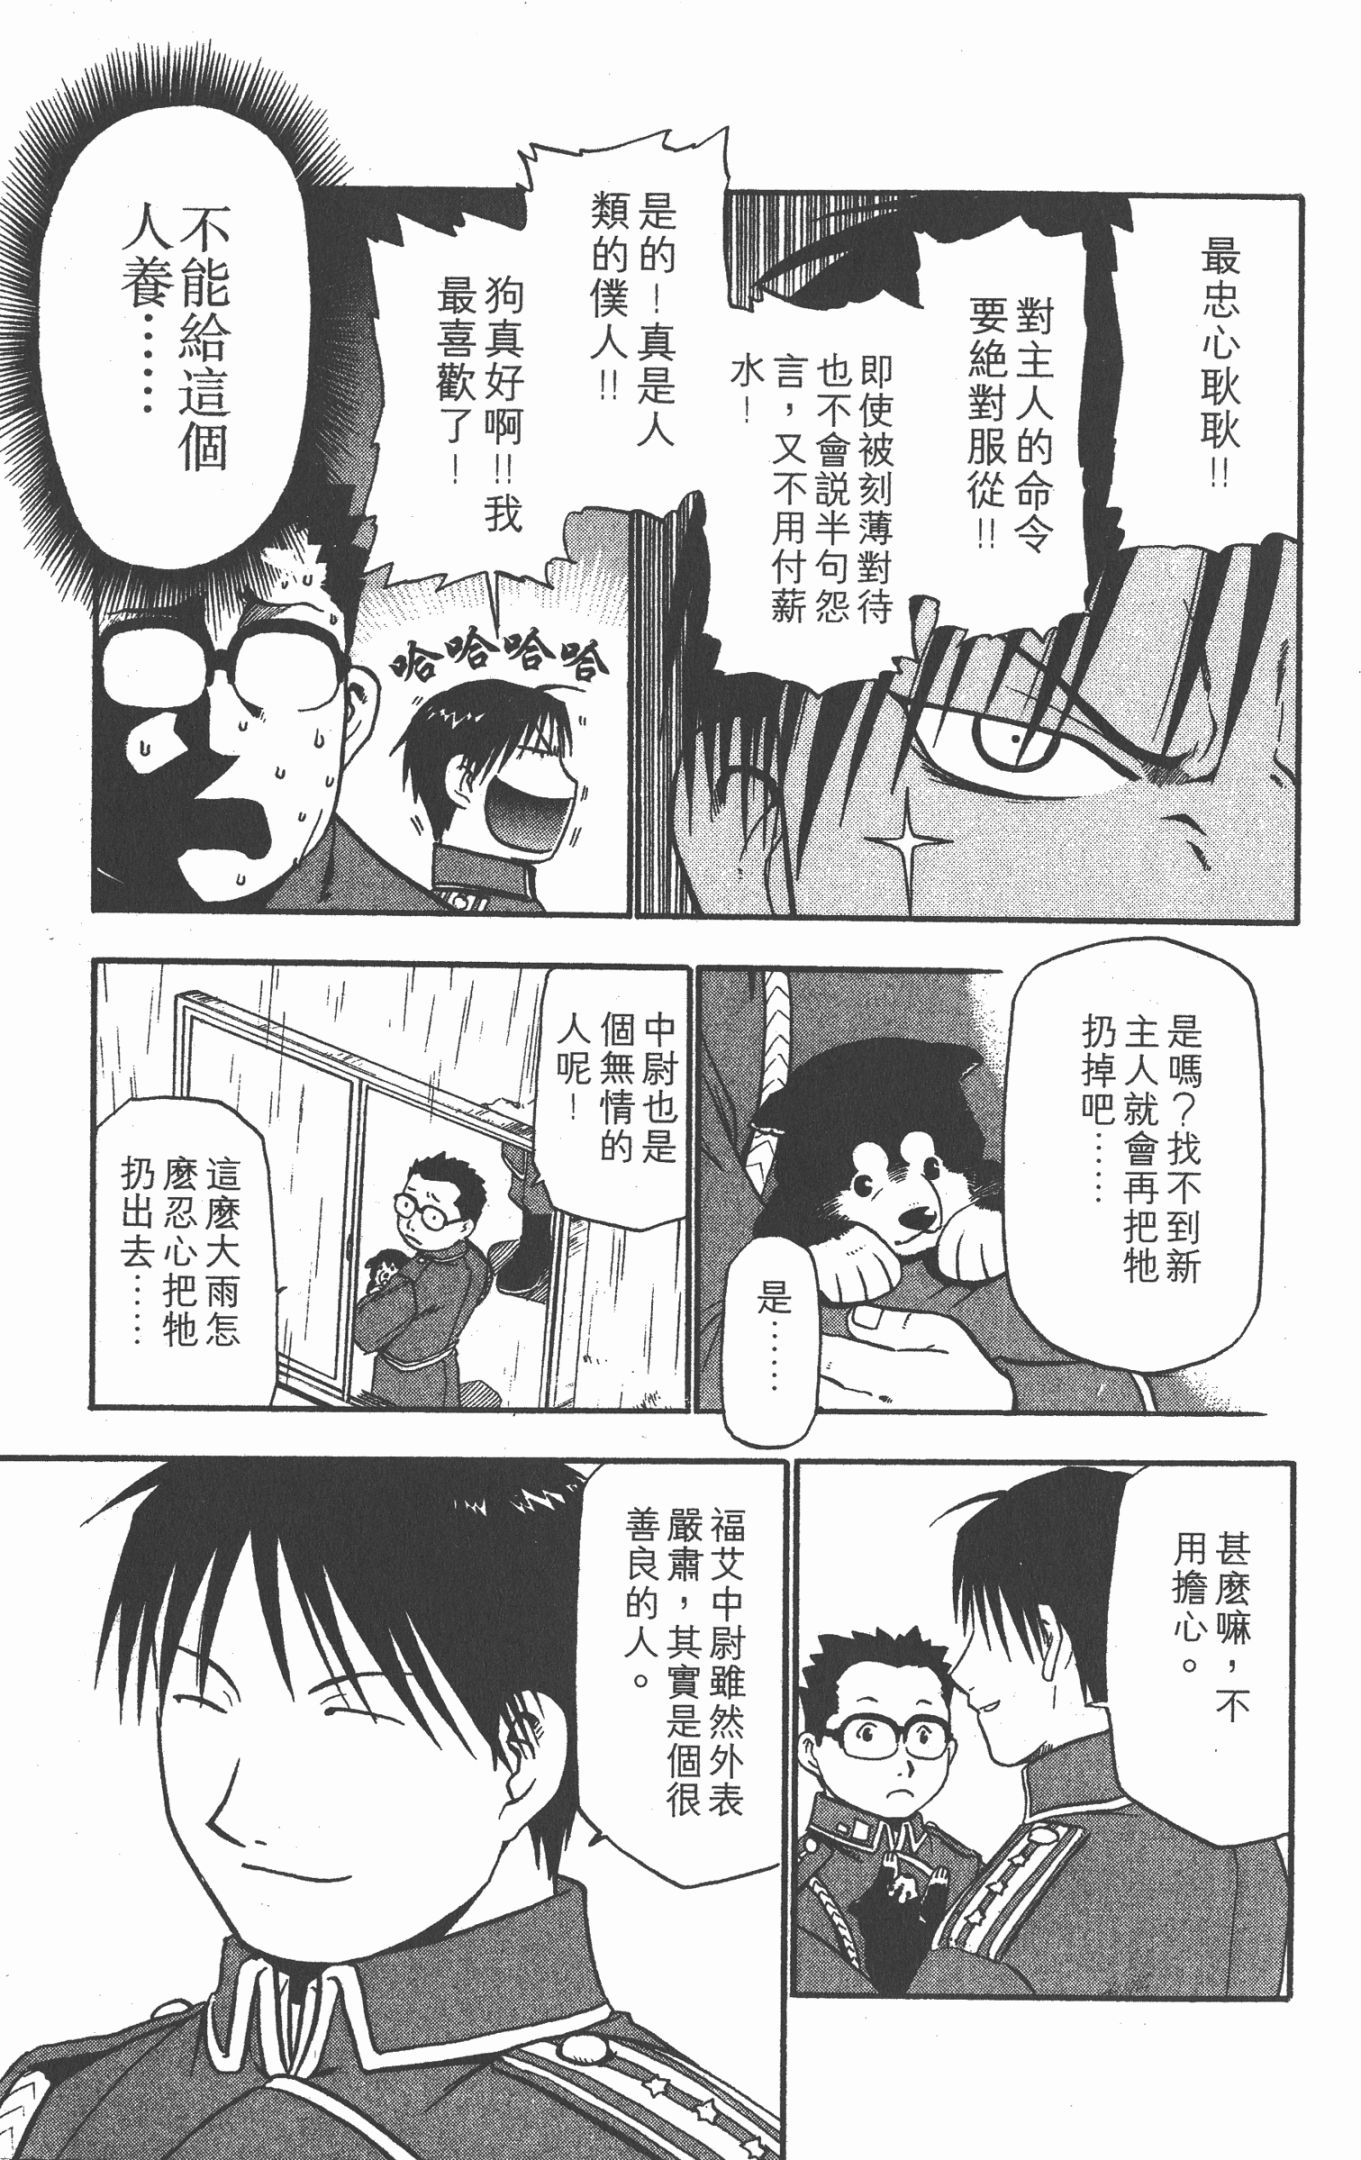 最忠心耿耿!!
對主人的命令
要絕對服從!!
即使被刻薄對待
也不會説半句怨
言，又不用付薪
水！
是的！真是人
類的僕人!!
狗真好啊!!我
最喜歡了！
哈哈哈哈
不能給這個
人養……
是嗎？找不到新
主人就會再把牠
扔掉吧……
是……
中尉也是
個無情的
人呢！
這麽大雨怎
麽忍心把牠
扔出去……
甚麽嘛，不
用擔心。
福艾中尉雖然外表
嚴肅，其實是個很
善良的人。